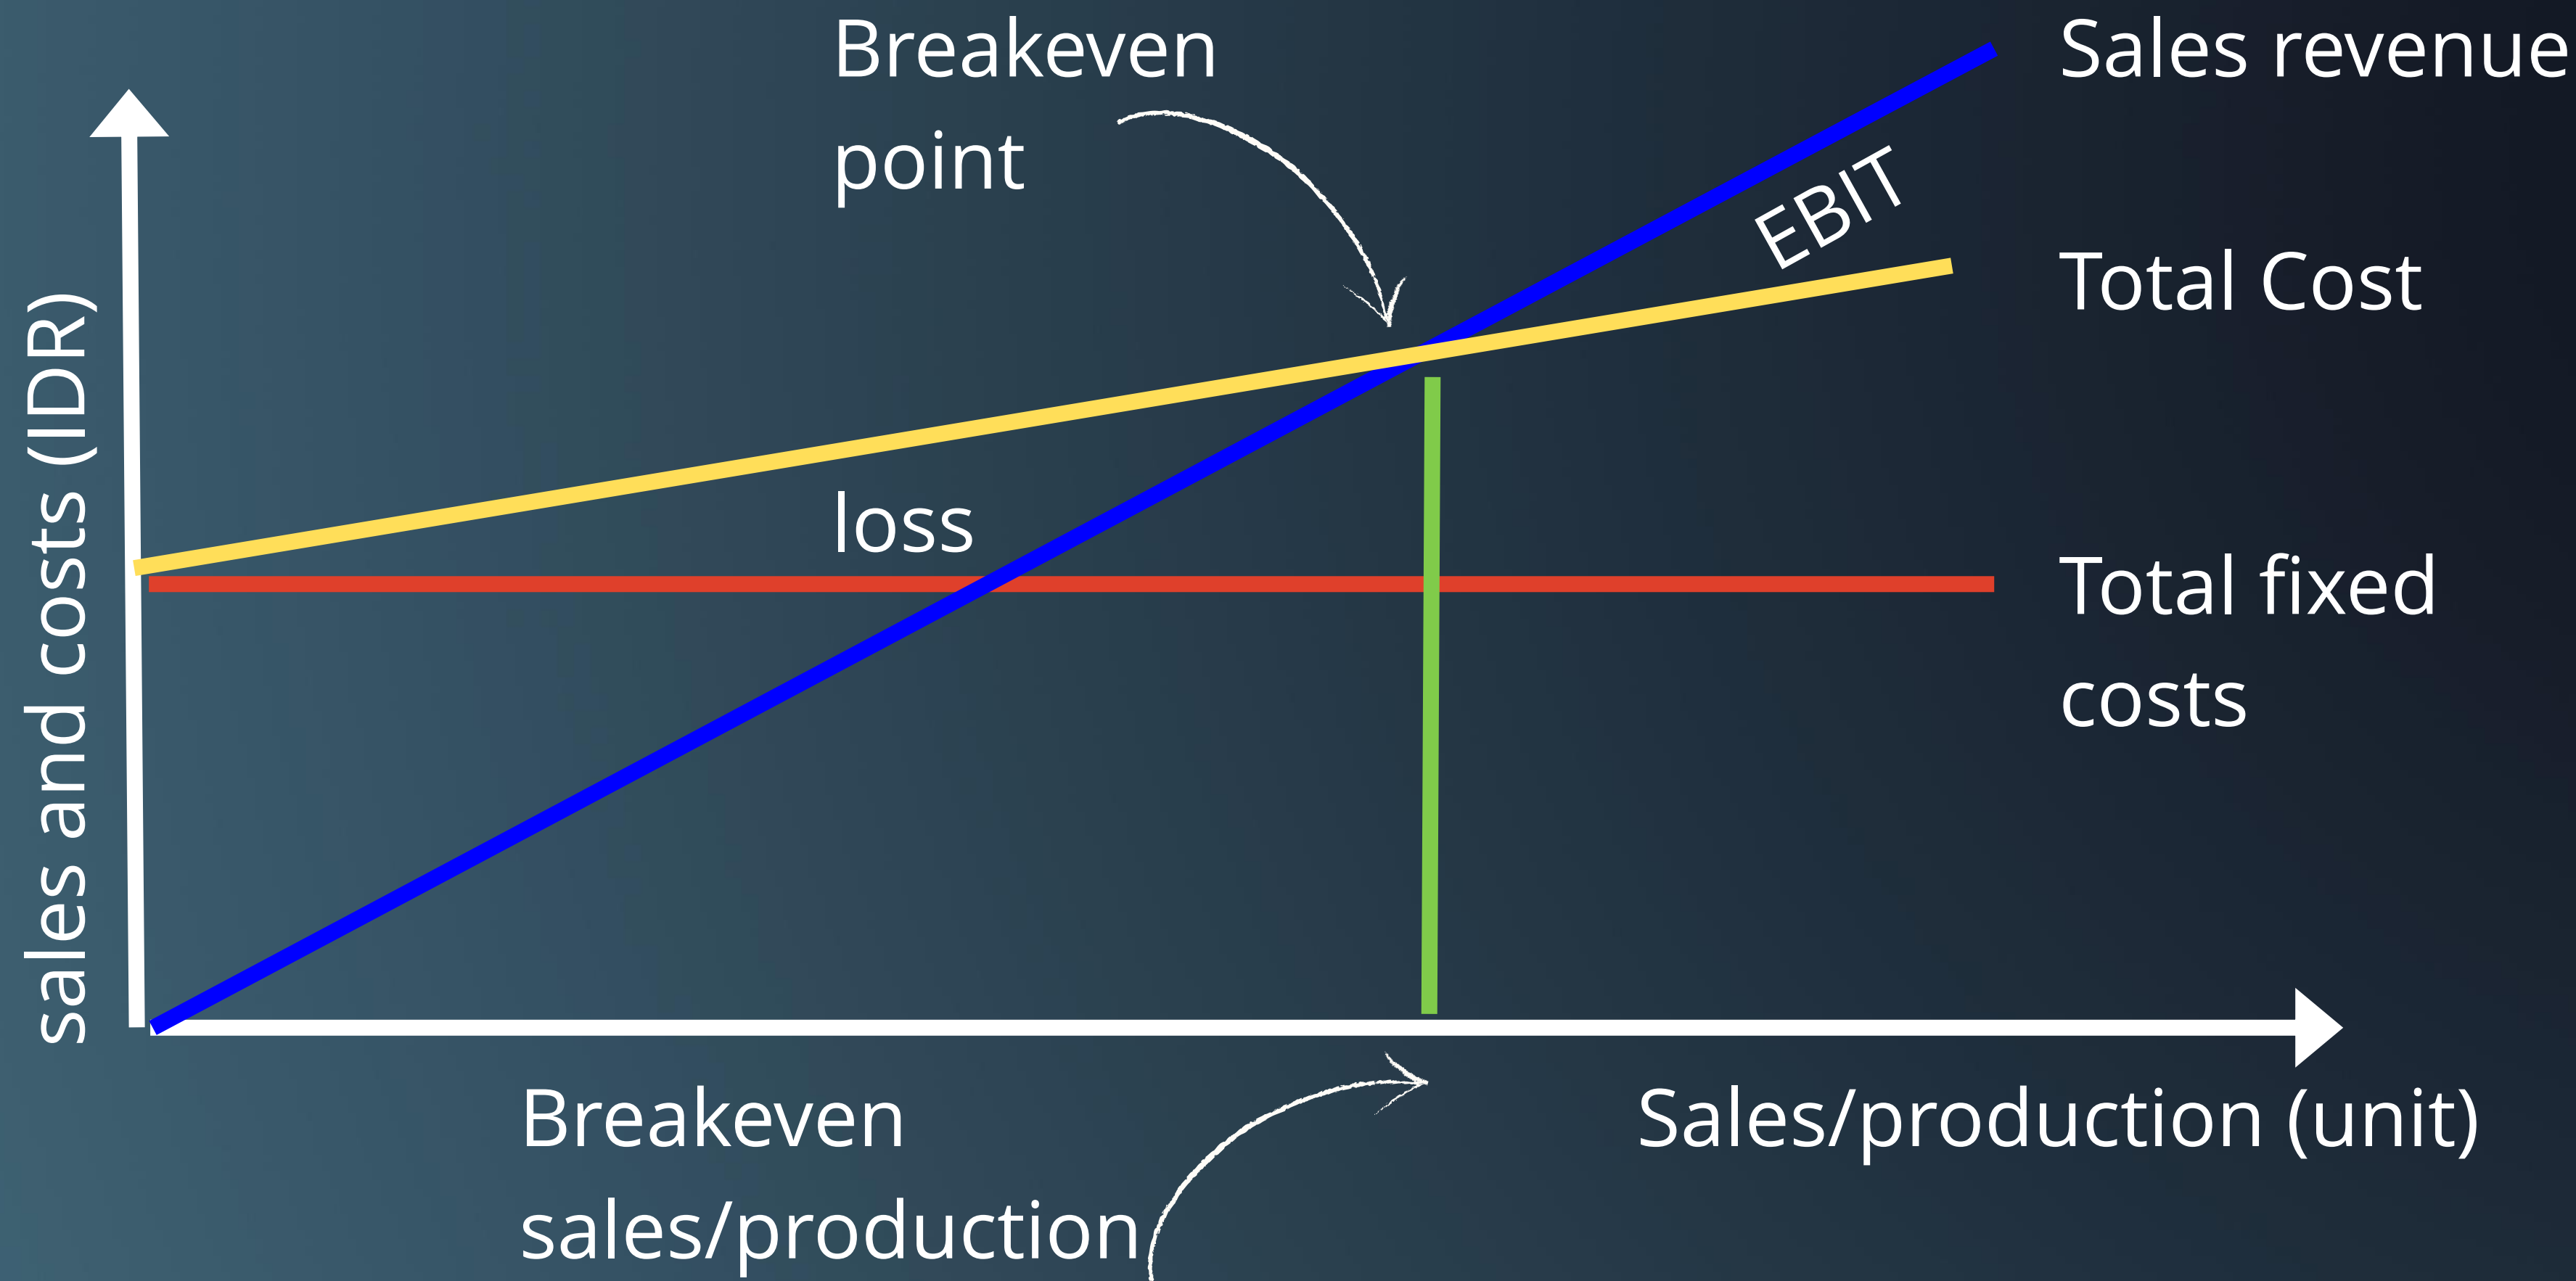 Breakeven
point
Sales revenue
EBIT
Total Cost
sales and costs (IDR)
loss
Total fixed
costs
Breakeven
sales/production
Sales/production (unit)